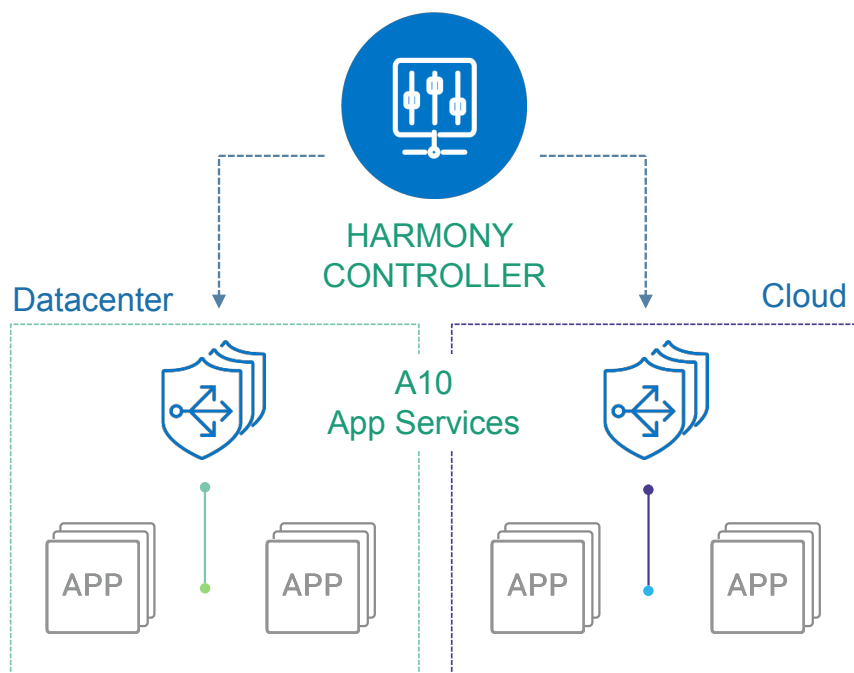 HARMONY
CONTROLLER
Datacenter
Cloud
A10
App Services
APP
APP
APP
APP